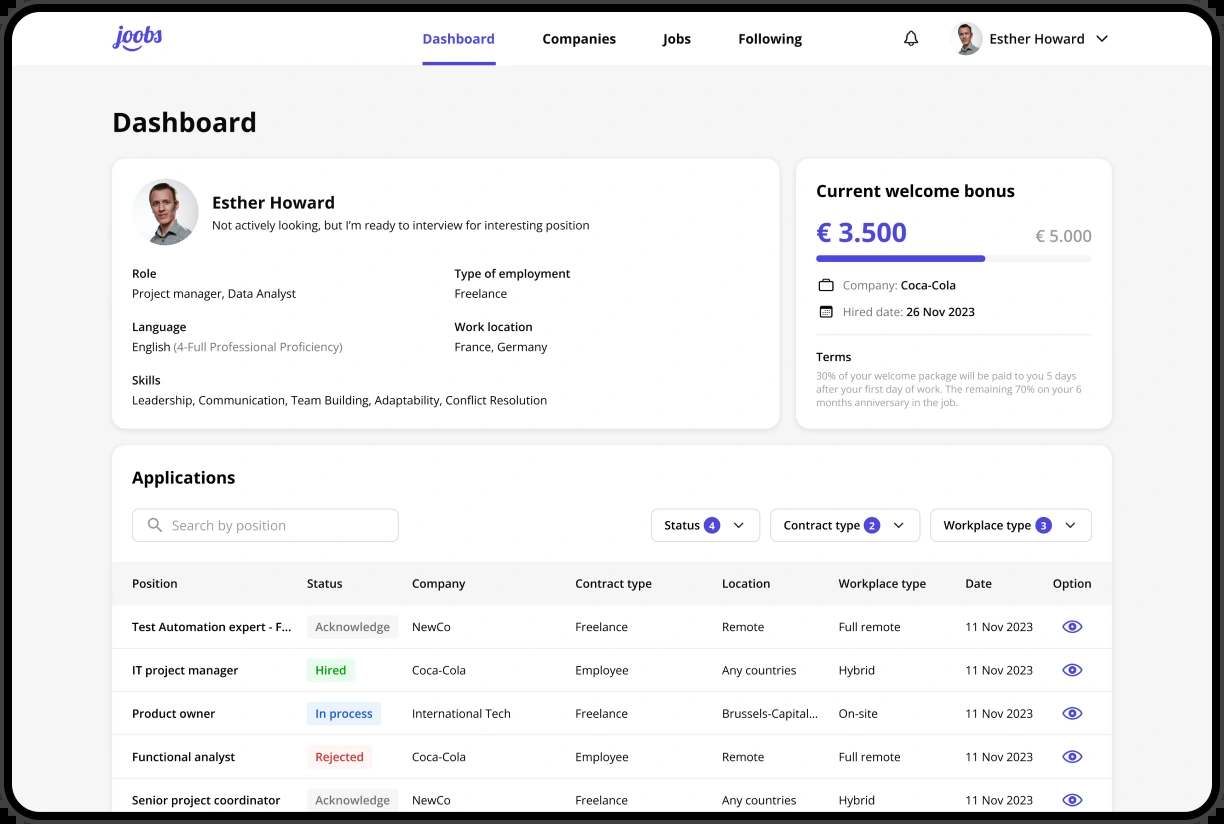 joobs
Dashboard Companies Jobs Following Esther Howard
Dashboard
Esther Howard
Not actively looking, but I'm ready to interview for interesting position
Role
Project manager, Data Analyst
Type of employment
Freelance
Language
English (4-Full Professional Proficiency)
Work location
France, Germany
Skills
Leadership, Communication, Team Building, Adaptability, Conflict Resolution
Current welcome bonus
€ 3.500 € 5.000
Company: Coca-Cola
Hired date: 26 Nov 2023
Terms
30% of your welcome package will be paid to you 5 days
after your first day of work. The remaining 70% on your 6
months anniversary in the job.
Applications
Search by position Status 4 Contract type 2 Workplace type 3
Position Status Company Contract type Location Workplace type Date Option
Test Automation expert - F... Acknowledge NewCo Freelance Remote Full remote 11 Nov 2023
IT project manager Hired Coca-Cola Employee Any countries Hybrid 11 Nov 2023
Product owner In process International Tech Freelance Brussels-Capital... On-site 11 Nov 2023
Functional analyst Rejected Coca-Cola Employee Remote Full remote 11 Nov 2023
Senior project coordinator Acknowledge NewCo Freelance Any countries Hybrid 11 Nov 2023